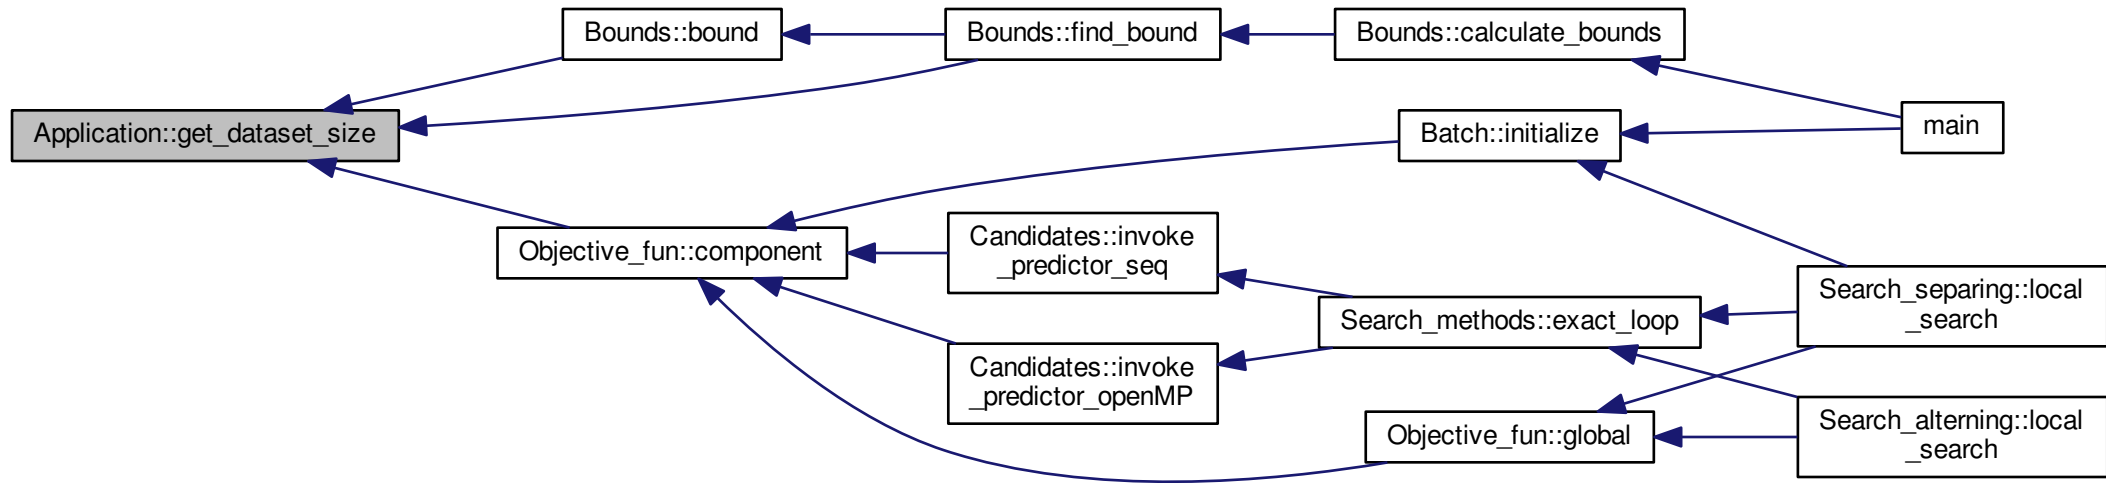 Bounds::bound
Bounds::find_bound
Bounds::calculate_bounds
Application::get_dataset_size
Batch::initialize
main
Objective_fun::component
Candidates::invoke
_predictor_seq
Search_methods::exact_loop
Search_separing::local
_search
Candidates::invoke
_predictor_openMP
Objective_fun::global
Search_alterning::local
_search